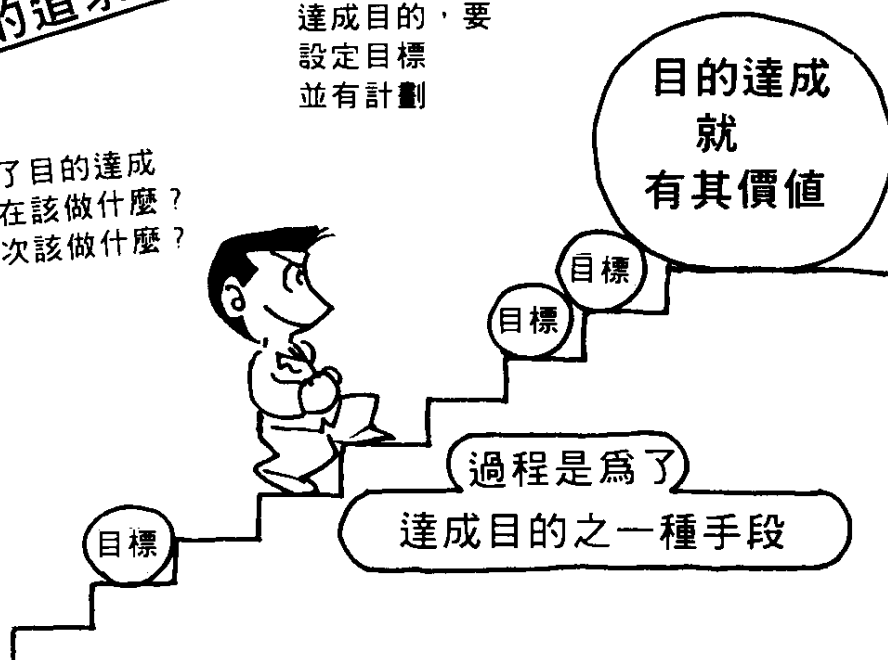 的追求
達成目的，要
設定目標
並有計劃
了目的達成
在該做什麼？
次該做什麼？
目的達成
就
有其價值
目標
目標
目標
過程是爲了
達成目的之一種手段